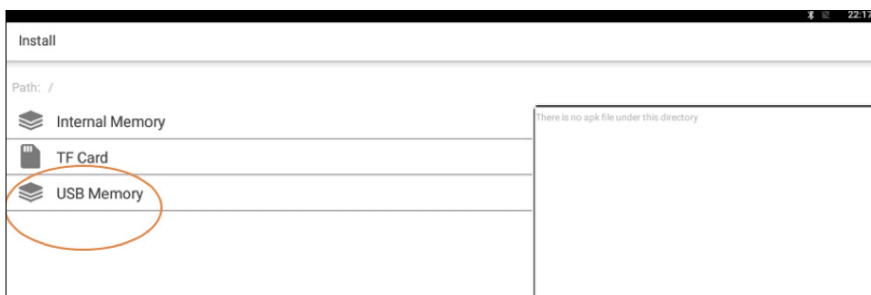 22:17
Install
Path: /
Internal Memory
There is no apk file under this directory
TF Card
USB Memory